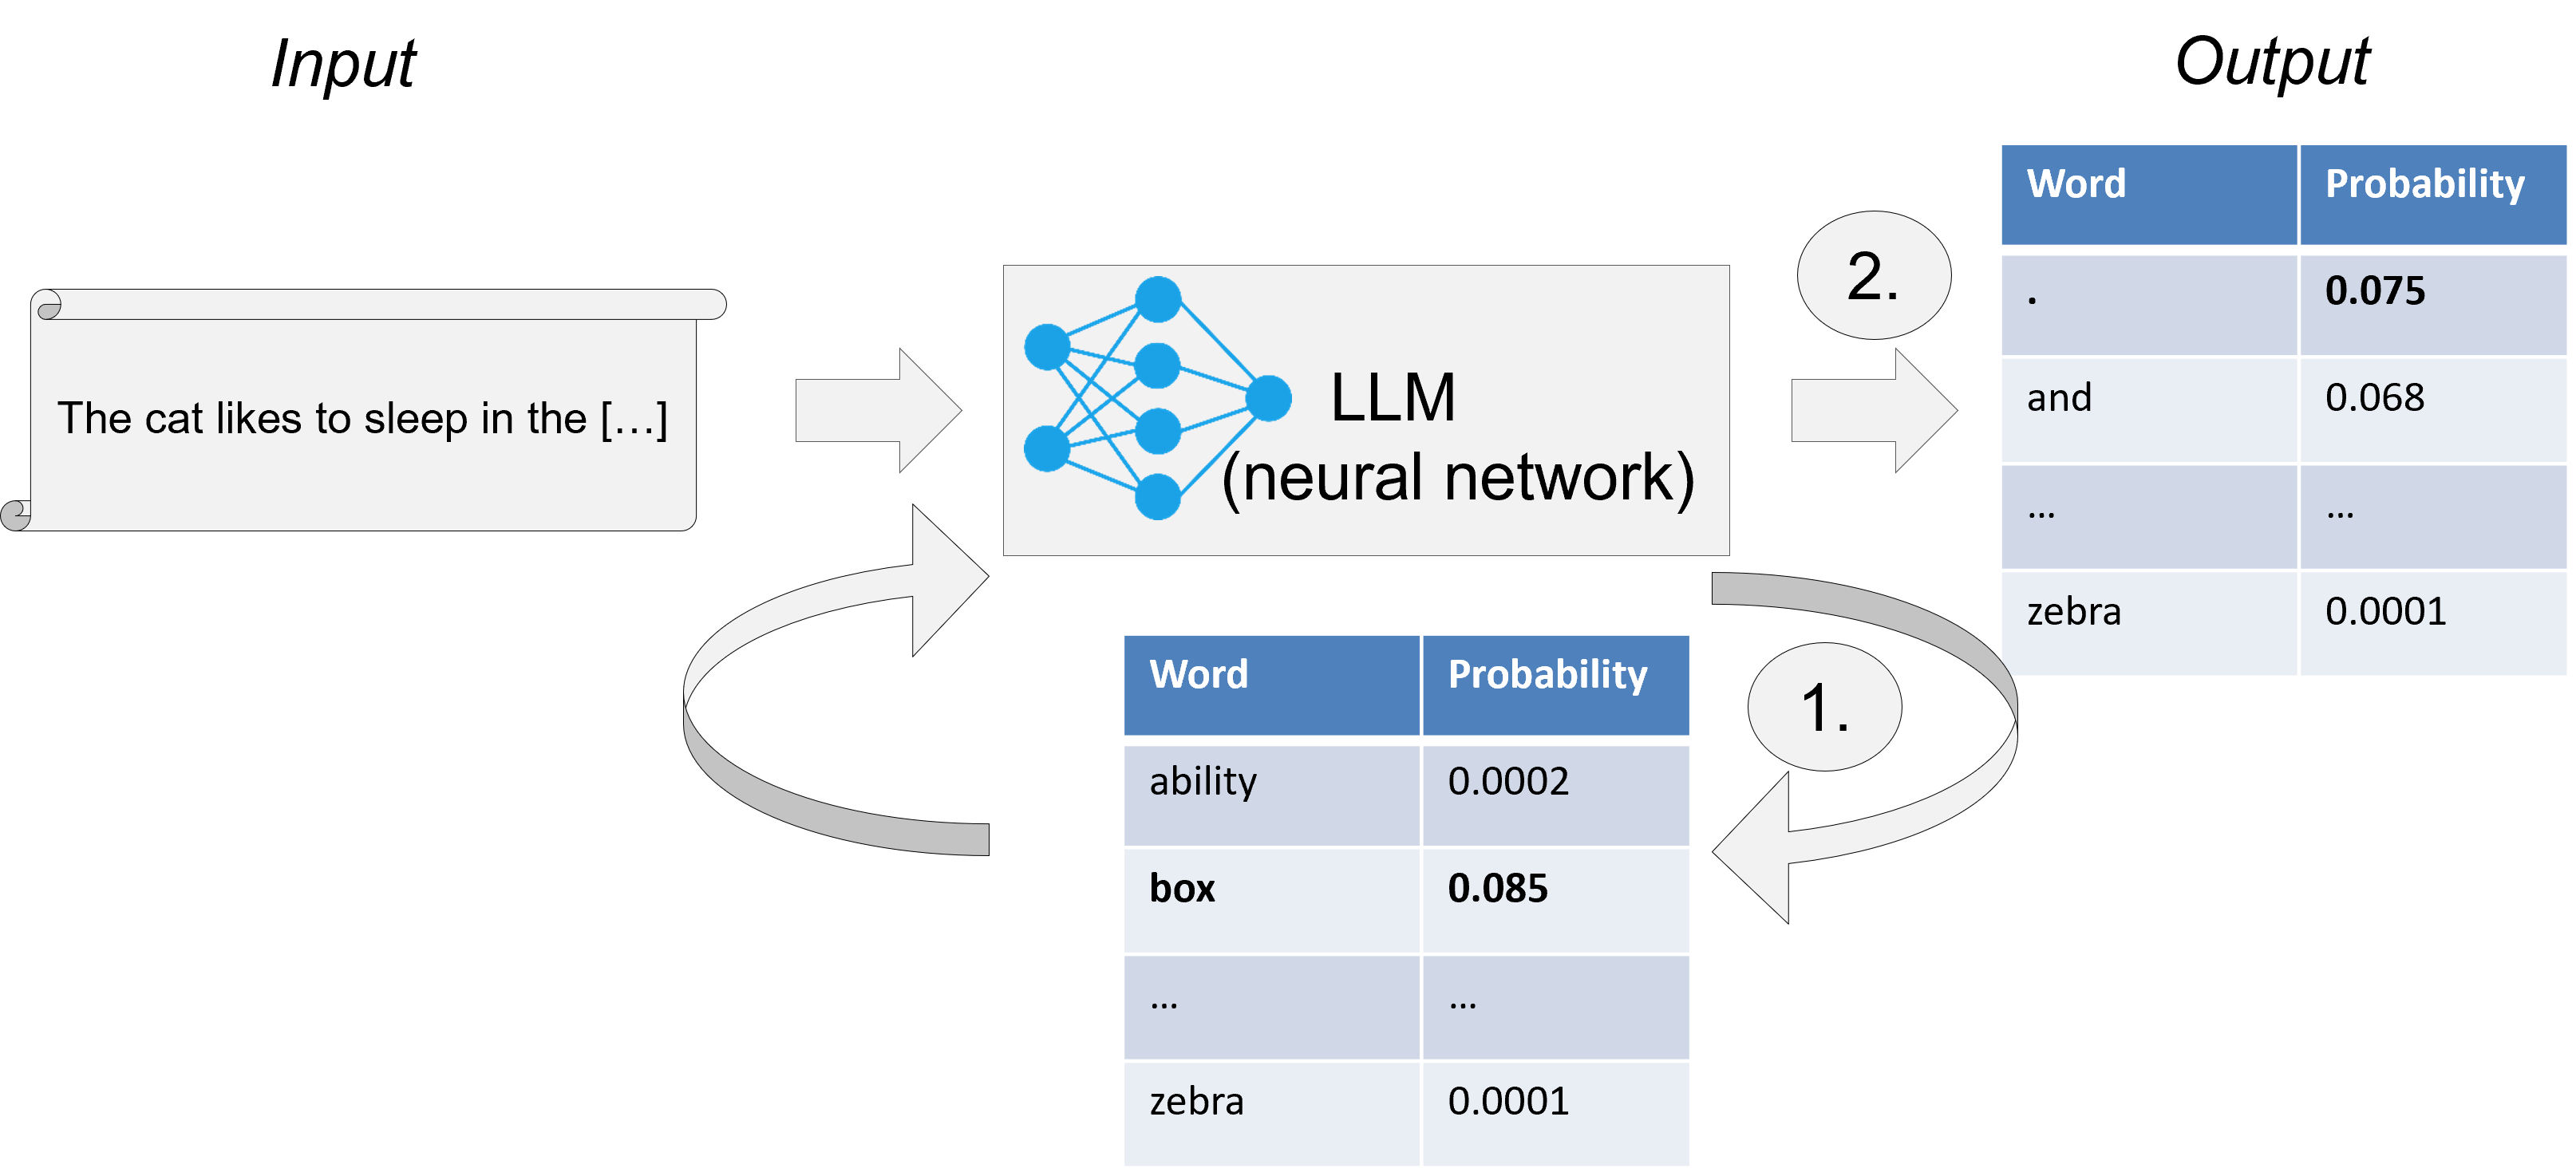 Input
Output
The cat likes to sleep in the [...]
LLM
(neural network)
2.
Word Probability
. 0.075
and 0.068
... ...
zebra 0.0001
1.
Word Probability
ability 0.0002
box 0.085
... ...
zebra 0.0001